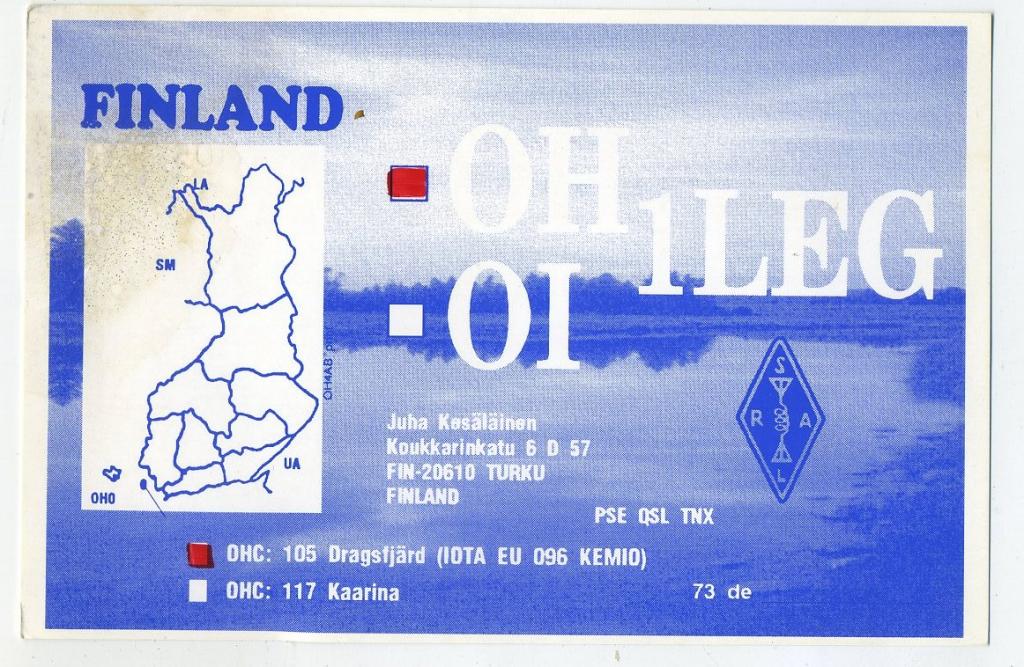 FINLAND
OH
1LEG
OI
LA
SM
UA
OHO
OH4AB
S
R A
L
Juha Kesäläinen
Koukkarinkatu 6 D 57
FIN-20610 TURKU
FINLAND
PSE QSL TNX
OHC: 105 Dragsfjärd (IOTA EU 096 KEMIO)
OHC: 117 Kaarina
73 de